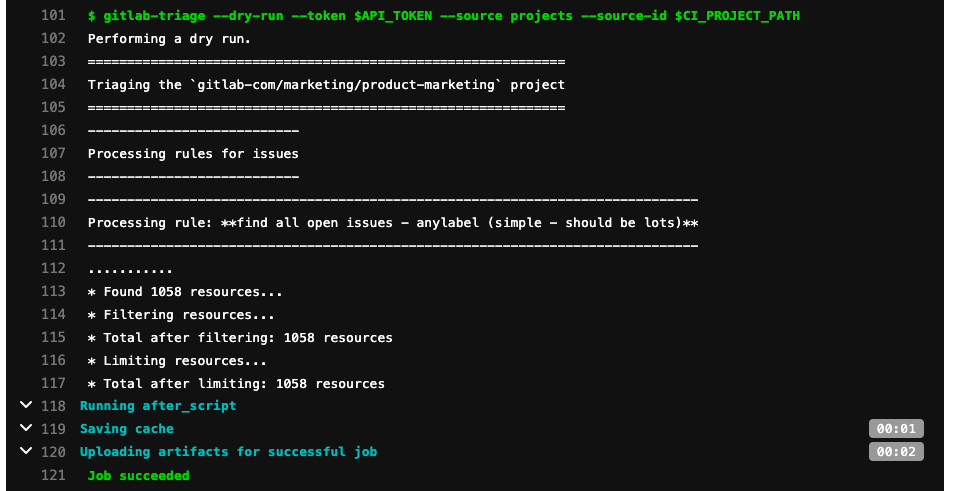 101 $ gitlab-triage --dry-run --token $API_TOKEN --source projects --source-id $CI_PROJECT_PATH
102 Performing a dry run.
103 =============================================================
104 Triaging the `gitlab-com/marketing/product-marketing` project
105 =============================================================
106 ---------------------------
107 Processing rules for issues
108 ---------------------------
109 ------------------------------------------------------------------------------
110 Processing rule: **find all open issues - anylabel (simple - should be lots)**
111 ------------------------------------------------------------------------------
112 ...........
113 * Found 1058 resources...
114 * Filtering resources...
115 * Total after filtering: 1058 resources
116 * Limiting resources...
117 * Total after limiting: 1058 resources
118 Running after_script
119 Saving cache 00:01
120 Uploading artifacts for successful job 00:02
121 Job succeeded